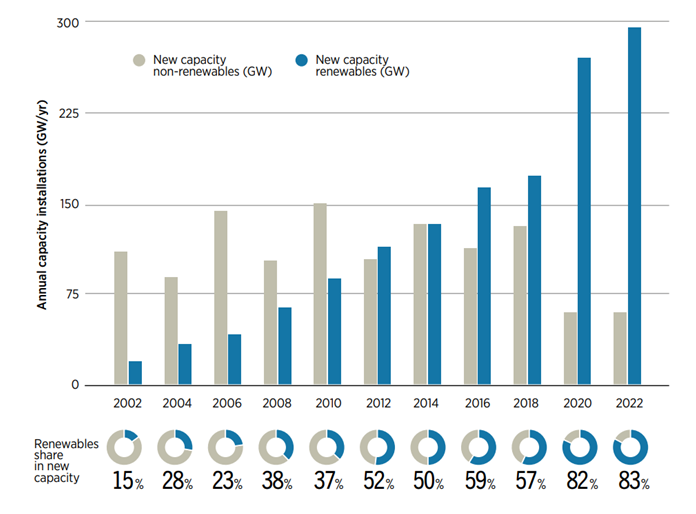 300
New capacity
non-renewables (GW)
New capacity
renewables (GW)
225
Annual capacity installations (GW/yr)
150
75
0
2002 2004 2006 2008 2010 2012 2014 2016 2018 2020 2022
Renewables
share
in new
capacity
15% 28% 23% 38% 37% 52% 50% 59% 57% 82% 83%